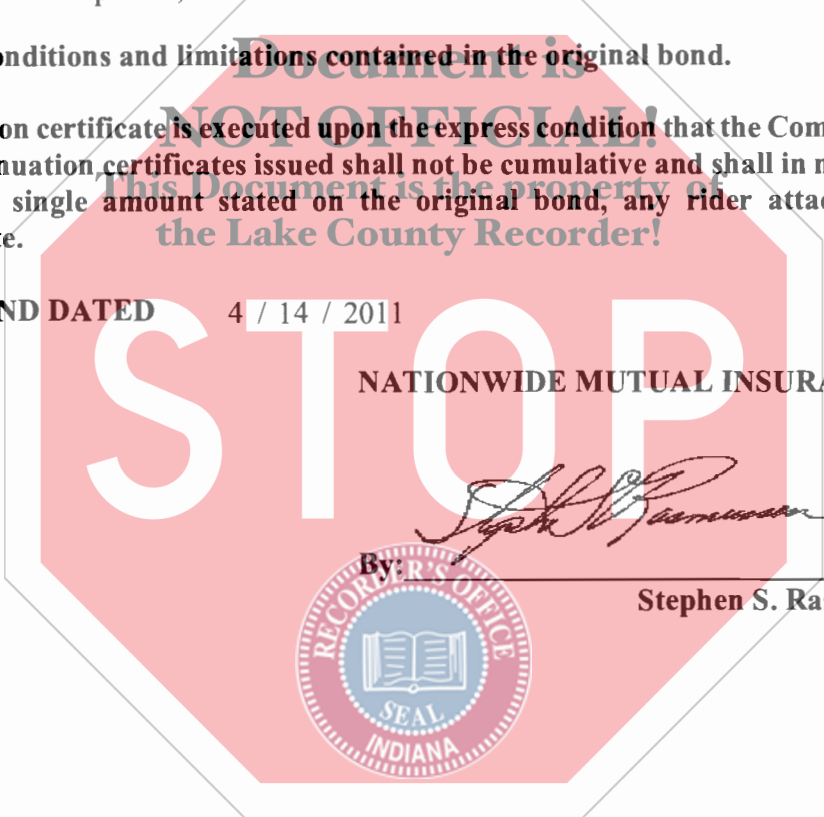 onditions and limitations contained in the original bond.
Document is
NOT OFFICIAL!
on certificate is executed upon the express condition that the Com
nuation certificates issued shall not be cumulative and shall in n
This Document is the property of
single amount stated on the original bond, any rider attac
the Lake County Recorder!
te.
ND DATED 4 / 14 / 2011
STOP
NATIONWIDE MUTUAL INSURA
Stephen S Rasmussen
By:
Stephen S. Ra
RECORDER'S OFFICE
SEAL
INDIANA